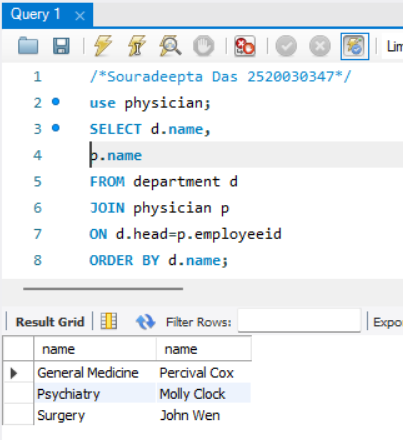 Query 1
Lim
1 /*Souradeepta Das 2520030347*/
2 use physician;
3 SELECT d.name,
4 p.name
5 FROM department d
6 JOIN physician p
7 ON d.head=p.employeeid
8 ORDER BY d.name;
Result Grid Filter Rows: Expo
name name
General Medicine Percival Cox
Psychiatry Molly Clock
Surgery John Wen